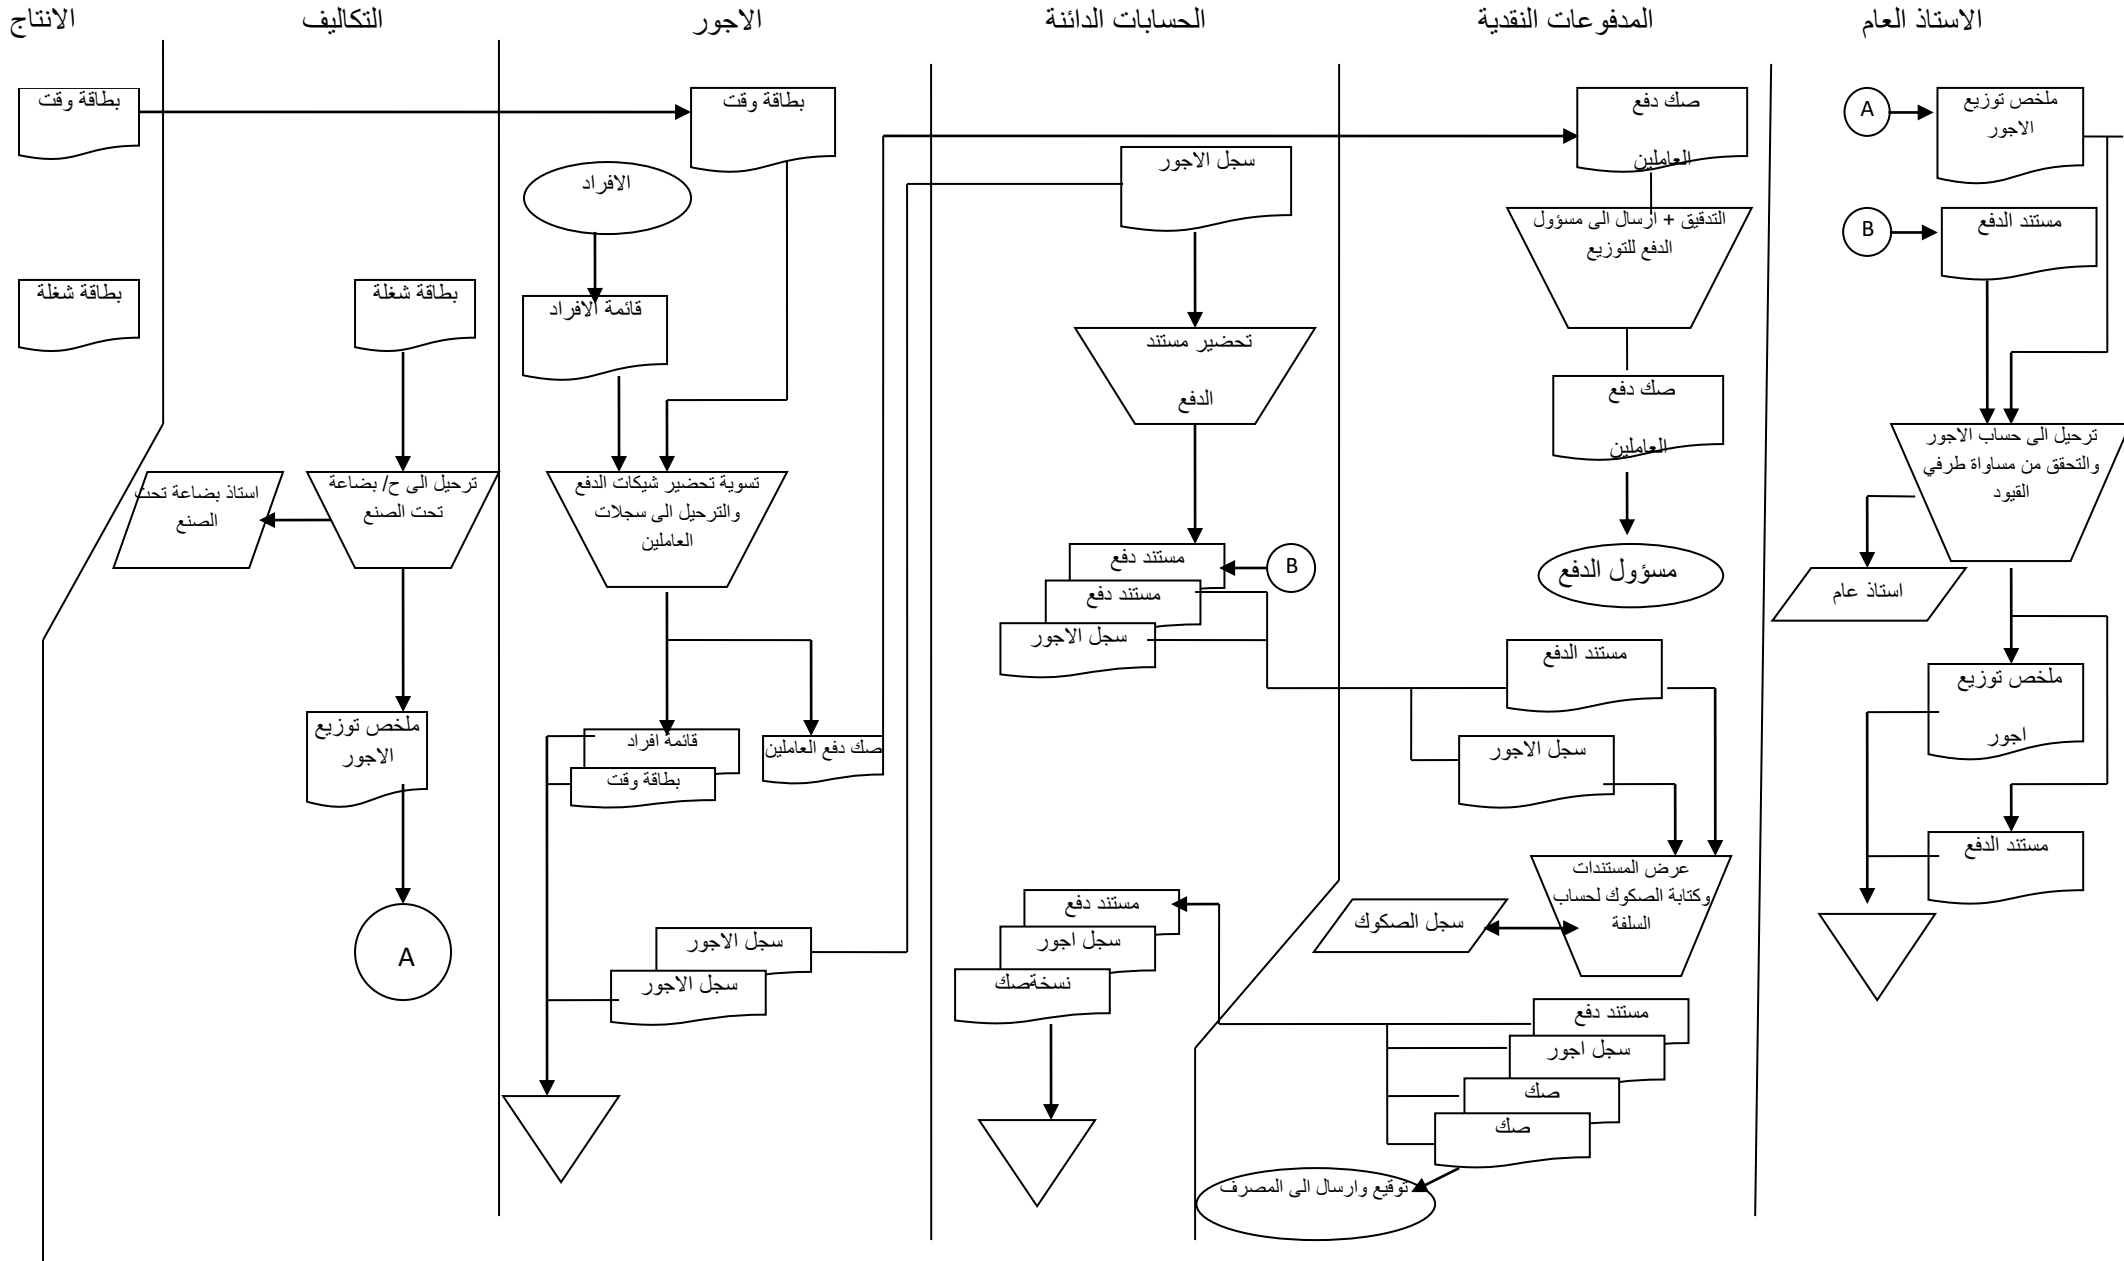 الاستاذ العام
المدفوعات النقدية
الحسابات الدائنة
الاجور
التكاليف
الانتاج
A
ملخص توزيع
الاجور
B
مستند الدفع
ترحيل الى حساب الاجور
والتحقق من مساواة طرفي
القيود
استاذ عام
ملخص توزيع
اجور
مستند الدفع
صك دفع
العاملين
التدقيق + ارسال الى مسؤول
الدفع للتوزيع
صك دفع
العاملين
مسؤول الدفع
مستند الدفع
سجل الاجور
عرض المستندات
وكتابة الصكوك لحساب
السلفة
سجل الصكوك
مستند دفع
سجل اجور
صك
صك
توقيع وارسال الى المصرف
سجل الاجور
تحضير مستند
الدفع
مستند دفع
B
مستند دفع
سجل الاجور
مستند دفع
سجل اجور
نسخةصك
بطاقة وقت
الافراد
قائمة الافراد
تسوية تحضير شيكات الدفع
والترحيل الى سجلات
العاملين
قائمة افراد
بطاقة وقت
صك دفع العاملين
سجل الاجور
سجل الاجور
بطاقة شغلة
ترحيل الى ح/ بضاعة
تحت الصنع
استاذ بضاعة تحت
الصنع
ملخص توزيع
الاجور
A
بطاقة وقت
بطاقة شغلة